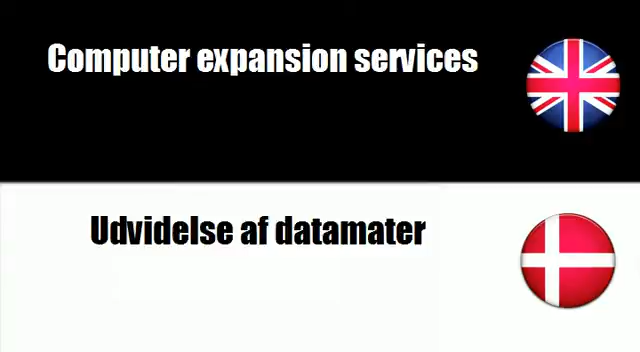 Computer expansion services
Udvidelse af datamater